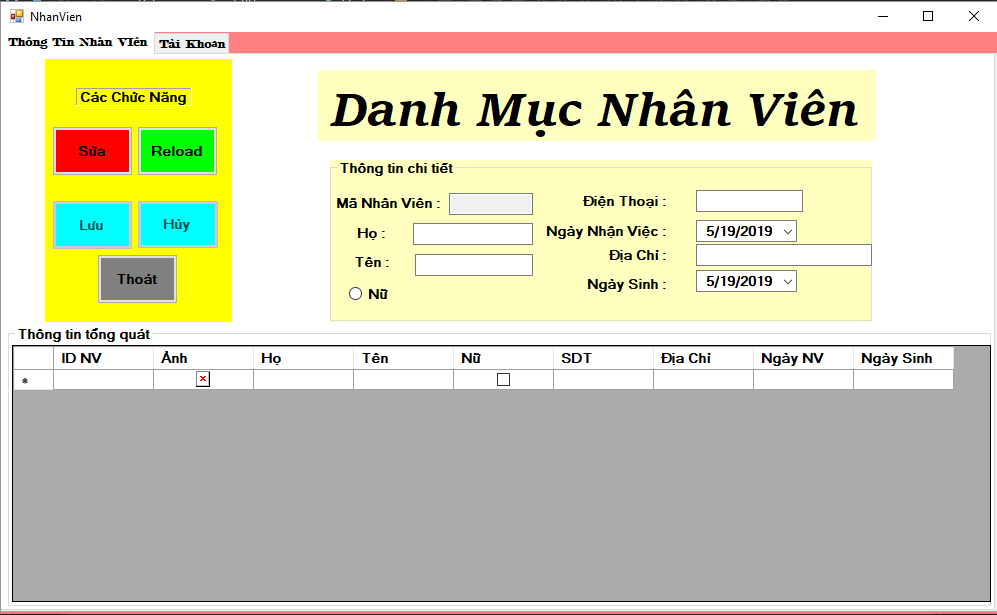 NhanVien
Thông Tin Nhân VIên Tài Khoản
Các Chức Năng
Sửa Reload
Lưu Hủy
Thoát
Danh Mục Nhân Viên
Thông tin chi tiết
Mã Nhân Viên :
Họ :
Tên :
Nữ
Điện Thoại :
Ngày Nhận Việc : 5/19/2019
Địa Chỉ :
Ngày Sinh : 5/19/2019
Thông tin tổng quát
ID NV Ảnh Họ Tên Nữ SDT Địa Chỉ Ngày NV Ngày Sinh